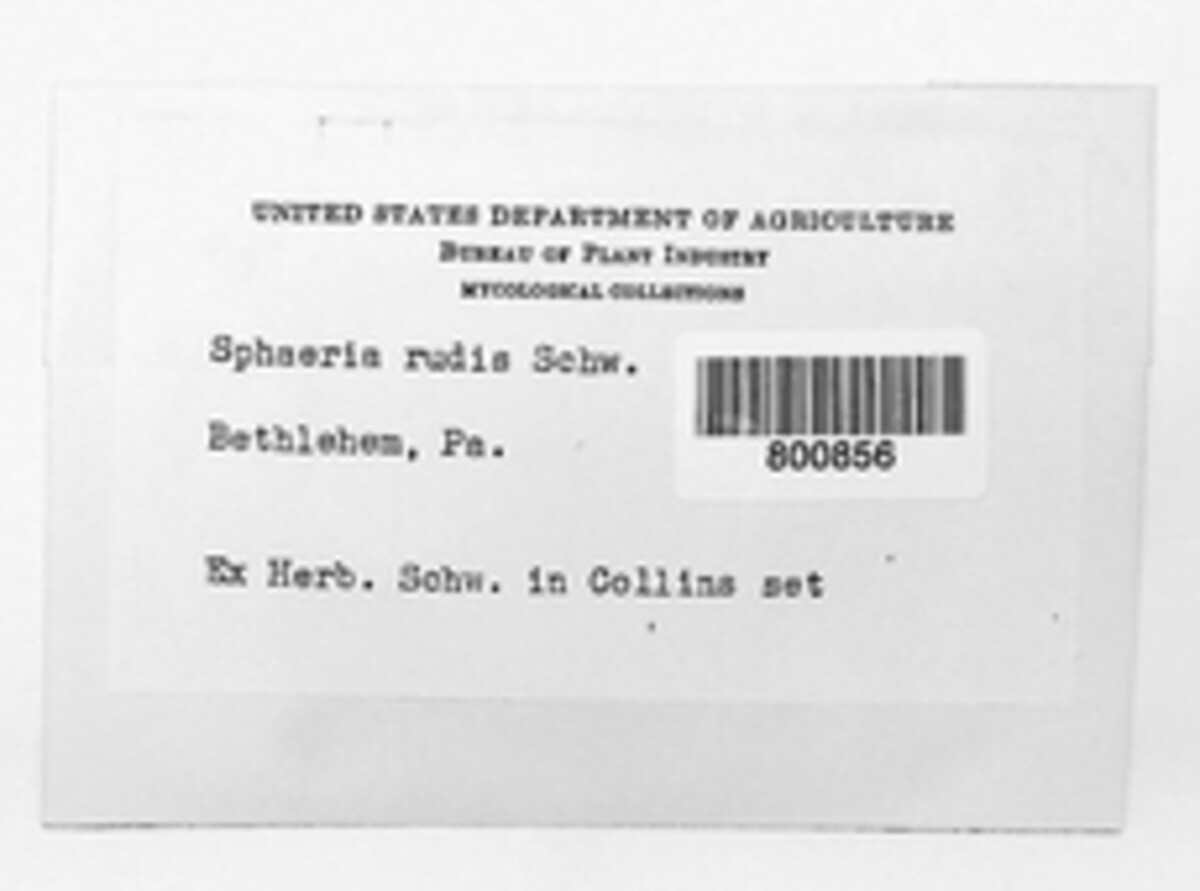 UNITED STATES DEPARTMENT OF AGRICULTURE
BUREAU OF PLANT INDUSTRY
MYCOLOGICAL COLLECTIONS
Sphaeria rudis Schw.
Bethlehem, Pa.
800856
Ex Herb. Schw. in Collins set